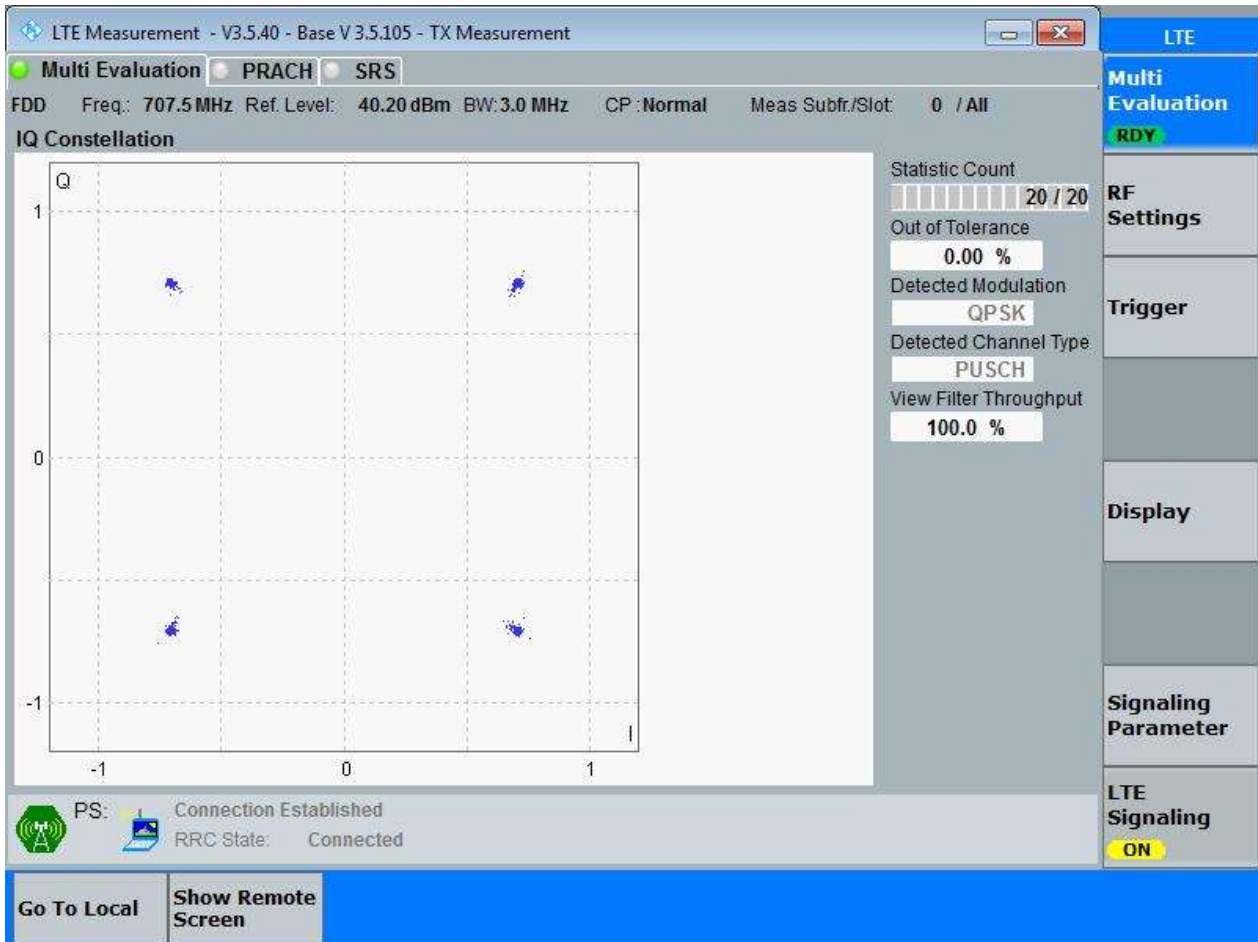 LTE Measurement - V3.5.40 - Base V 3.5.105 - TX Measurement
LTE
Multi Evaluation PRACH SRS
Multi
Evaluation
RDY
FDD Freq.: 707.5 MHz Ref. Level: 40.20 dBm BW: 3.0 MHz CP : Normal Meas Subfr./Slot: 0 / All
IQ Constellation
Q
1
0
-1
I
-1 0 1
Statistic Count
20 / 20
Out of Tolerance
0.00 %
Detected Modulation
QPSK
Detected Channel Type
PUSCH
View Filter Throughput
100.0 %
RF
Settings
Trigger
Display
Signaling
Parameter
LTE
Signaling
ON
PS: Connection Established
RRC State: Connected
Go To Local
Show Remote
Screen